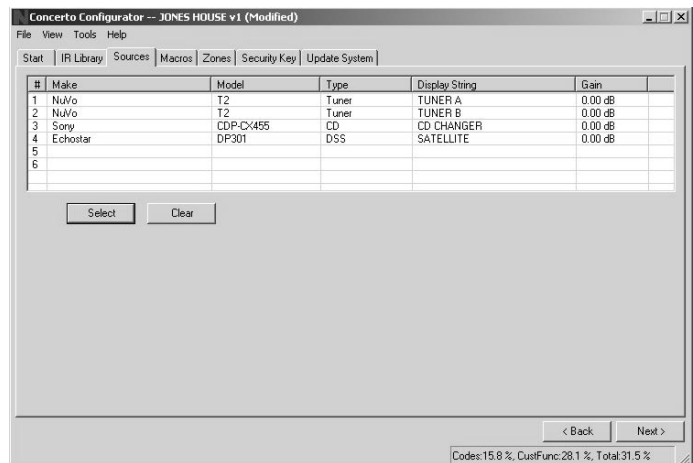 Concerto Configurator -- JONES HOUSE v1 (Modified)
File View Tools Help
Start IR Library Sources Macros Zones Security Key Update System
# Make Model Type Display String Gain
1 NuVo T2 Tuner TUNER A 0.00 dB
2 NuVo T2 Tuner TUNER B 0.00 dB
3 Sony CDP-CX455 CD CD CHANGER 0.00 dB
4 Echostar DP301 DSS SATELLITE 0.00 dB
5
6
Select Clear
< Back Next >
Codes:15.8 %, CustFunc:28.1 %, Total:31.5 %